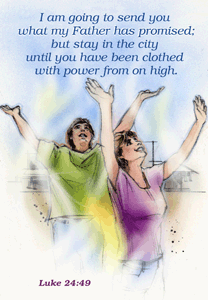 I am going to send you
what my Father has promised;
but stay in the city
until you have been clothed
with power from on high.
Luke 24:49